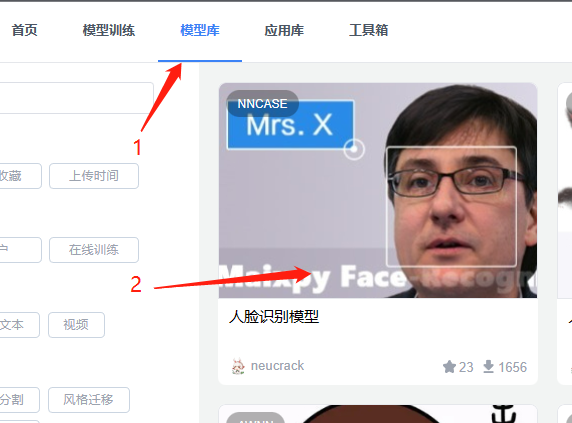 首页 模型训练 模型库 应用库 工具箱
NNCASE
Mrs. X
1
收藏 上传时间
户 在线训练
2
Maixpy Face Recogn
文本 视频
人脸识别模型
neucrack 23 1656
分割 风格迁移